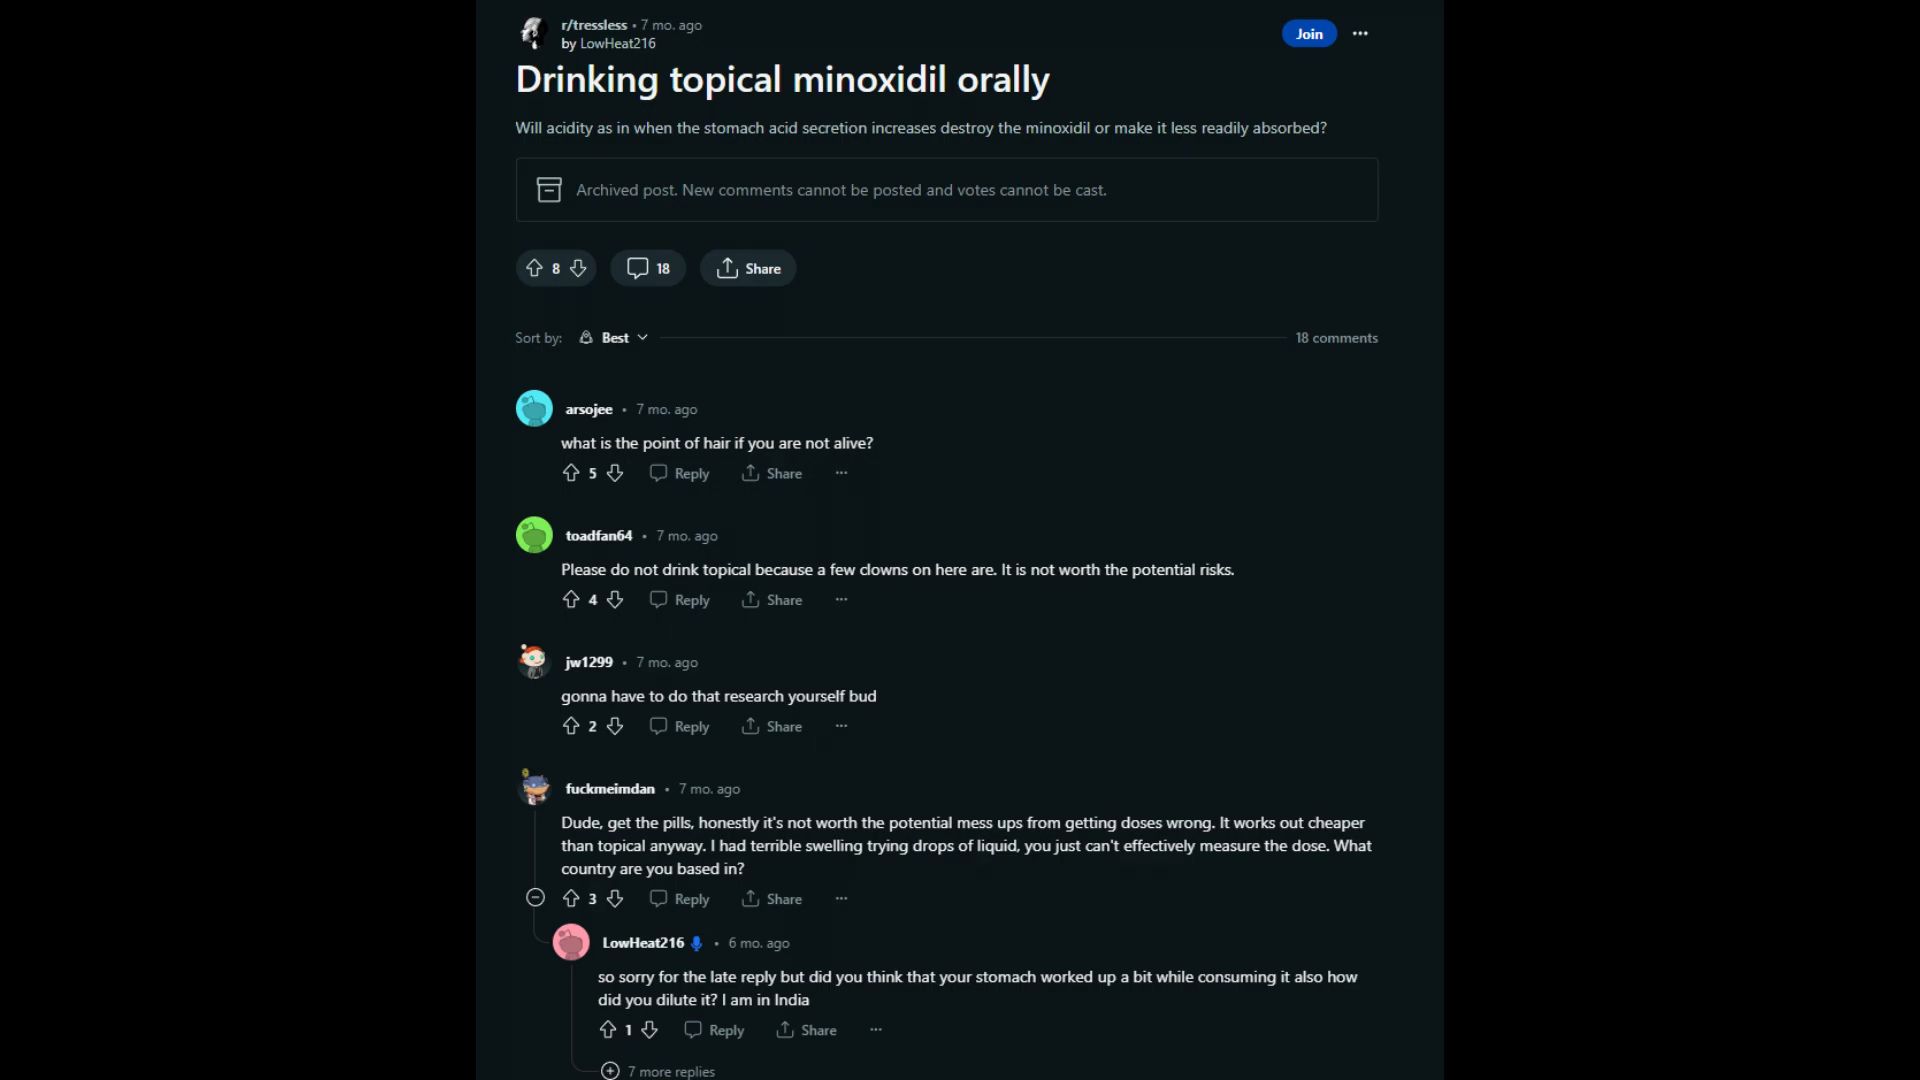 r/tressless • 7 mo. ago
by LowHeat216
Join
Drinking topical minoxidil orally
Will acidity as in when the stomach acid secretion increases destroy the minoxidil or make it less readily absorbed?
Archived post. New comments cannot be posted and votes cannot be cast.
8 18 Share
Sort by: Best 18 comments
arsojee • 7 mo. ago
what is the point of hair if you are not alive?
5 Reply Share ...
toadfan64 • 7 mo. ago
Please do not drink topical because a few clowns on here are. It is not worth the potential risks.
4 Reply Share ...
jw1299 • 7 mo. ago
gonna have to do that research yourself bud
2 Reply Share ...
fuckmeimdan • 7 mo. ago
Dude, get the pills, honestly it's not worth the potential mess ups from getting doses wrong. It works out cheaper
than topical anyway. I had terrible swelling trying drops of liquid, you just can't effectively measure the dose. What
country are you based in?
3 Reply Share ...
LowHeat216 • 6 mo. ago
so sorry for the late reply but did you think that your stomach worked up a bit while consuming it also how
did you dilute it? I am in India
1 Reply Share ...
7 more replies